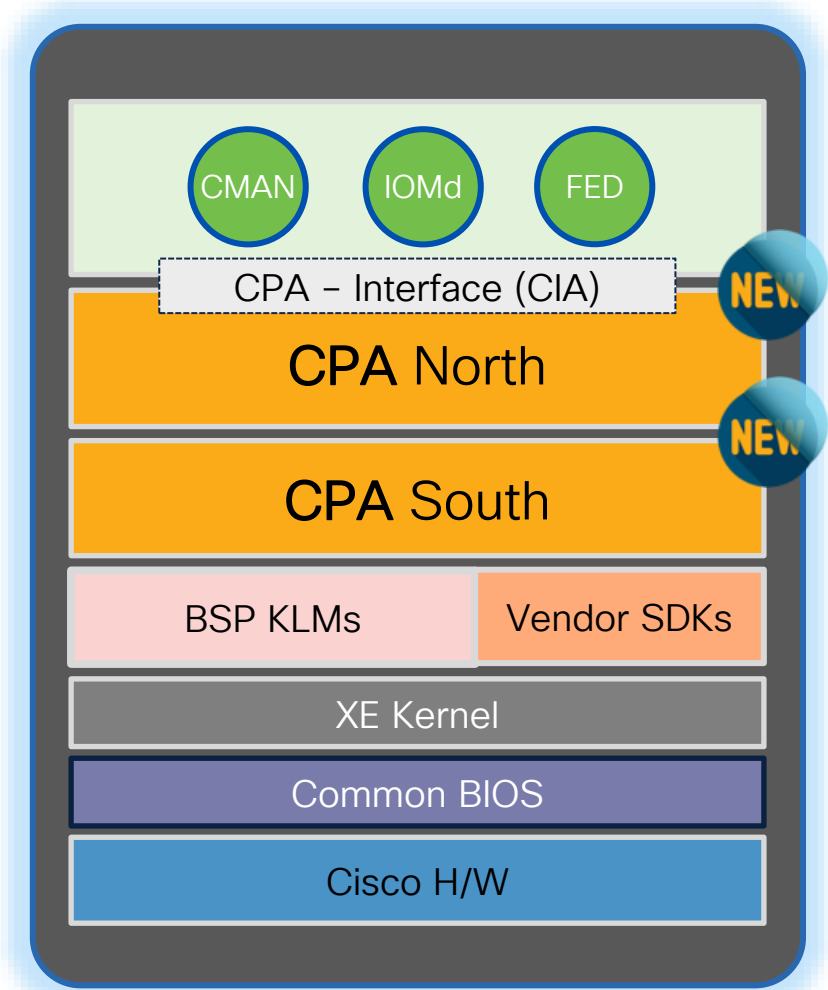 CMAN IOMd FED
CPA – Interface (CIA)
NEW
CPA North
NEW
CPA South
BSP KLMs Vendor SDKs
XE Kernel
Common BIOS
Cisco H/W